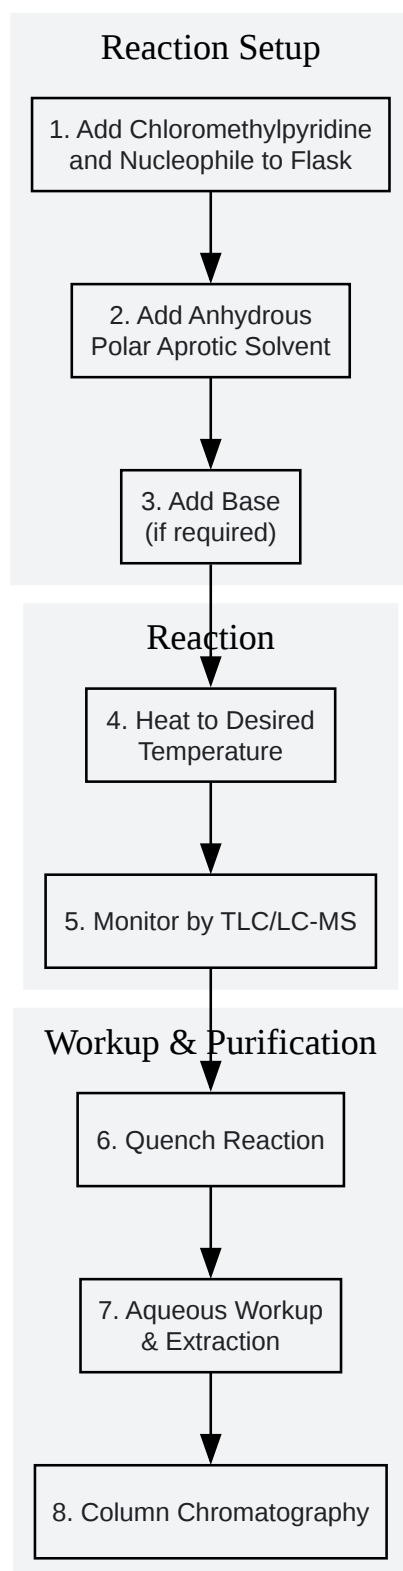 Reaction Setup
1. Add Chloromethylpyridine
and Nucleophile to Flask
2. Add Anhydrous
Polar Aprotic Solvent
3. Add Base
(if required)
Reaction
4. Heat to Desired
Temperature
5. Monitor by TLC/LC-MS
Workup & Purification
6. Quench Reaction
7. Aqueous Workup
& Extraction
8. Column Chromatography